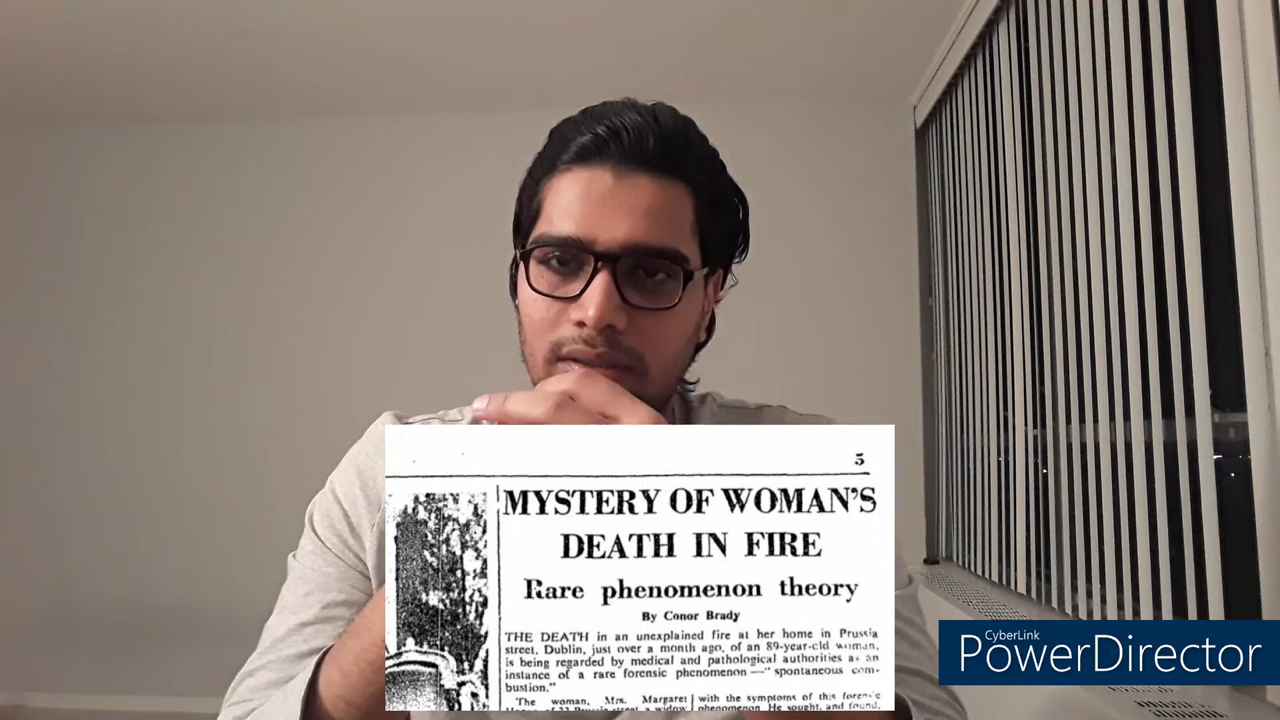 5
MYSTERY OF WOMAN'S
DEATH IN FIRE
Rare phenomenon theory
By Conor Brady
THE DEATH in an unexplained fire at her home in Prussia
street, Dublin, just over a month ago, of an 89-year-old woman,
is being regarded by medical and pathological authorities as an
instance of a rare forensic phenomenon — "spontaneous com-
bustion."
The woman, Mrs. Margaret
with the symptoms of this forensic
phenomenon. He sought, and found,
CyberLink
PowerDirector